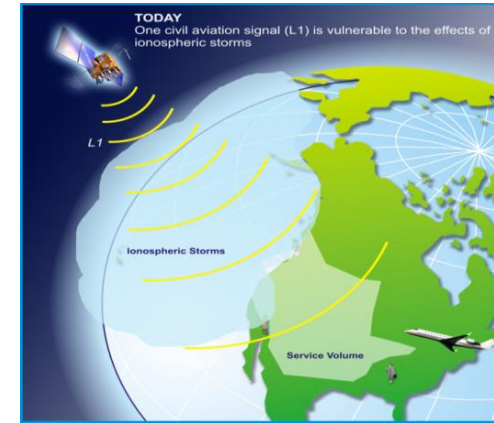 TODAY
One civil aviation signal (L1) is vulnerable to the effects of
ionospheric storms
L1
Ionospheric Storms
Service Volume